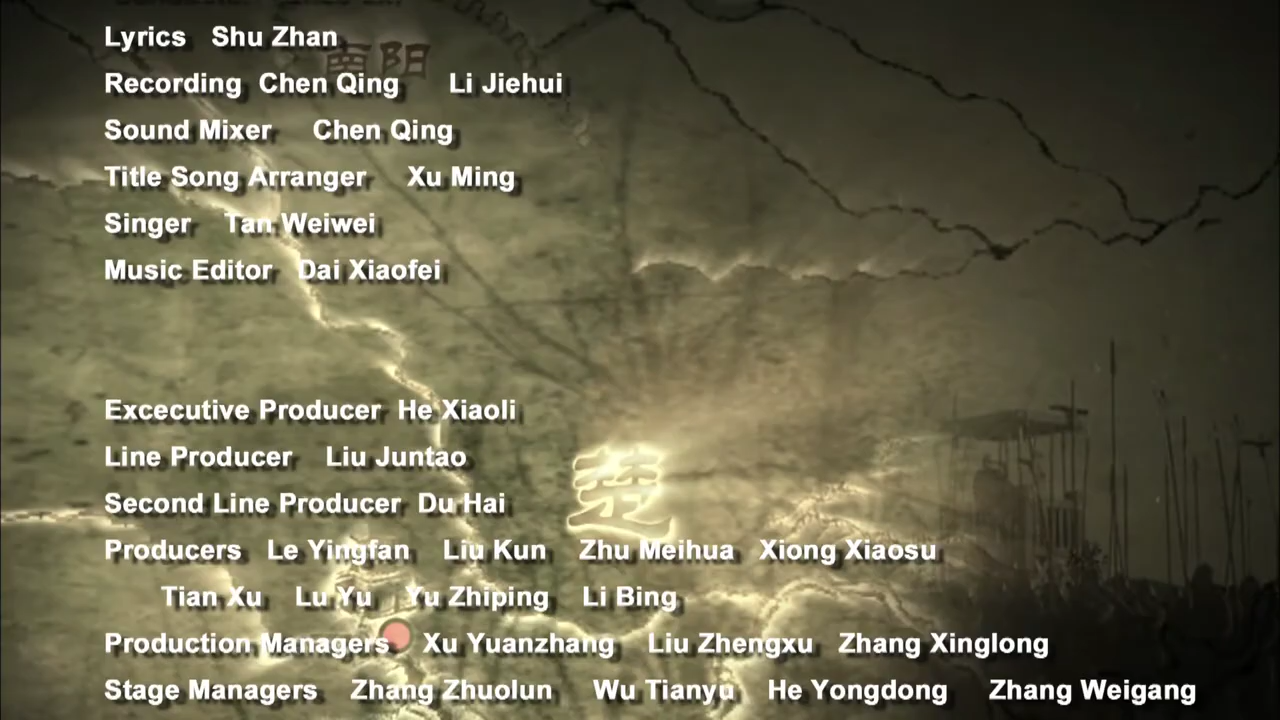 Lyrics Shu Zhan
南阳
Recording Chen Qing Li Jiehui
Sound Mixer Chen Qing
Title Song Arranger Xu Ming
Singer Tan Weiwei
Music Editor Dai Xiaofei
Excecutive Producer He Xiaoli
Line Producer Liu Juntao
楚
Second Line Producer Du Hai
Producers Le Yingfan Liu Kun Zhu Meihua Xiong Xiaosu
Tian Xu Lu Yu Yu Zhiping Li Bing
Production Managers Xu Yuanzhang Liu Zhengxu Zhang Xinglong
Stage Managers Zhang Zhuolun Wu Tianyu He Yongdong Zhang Weigang